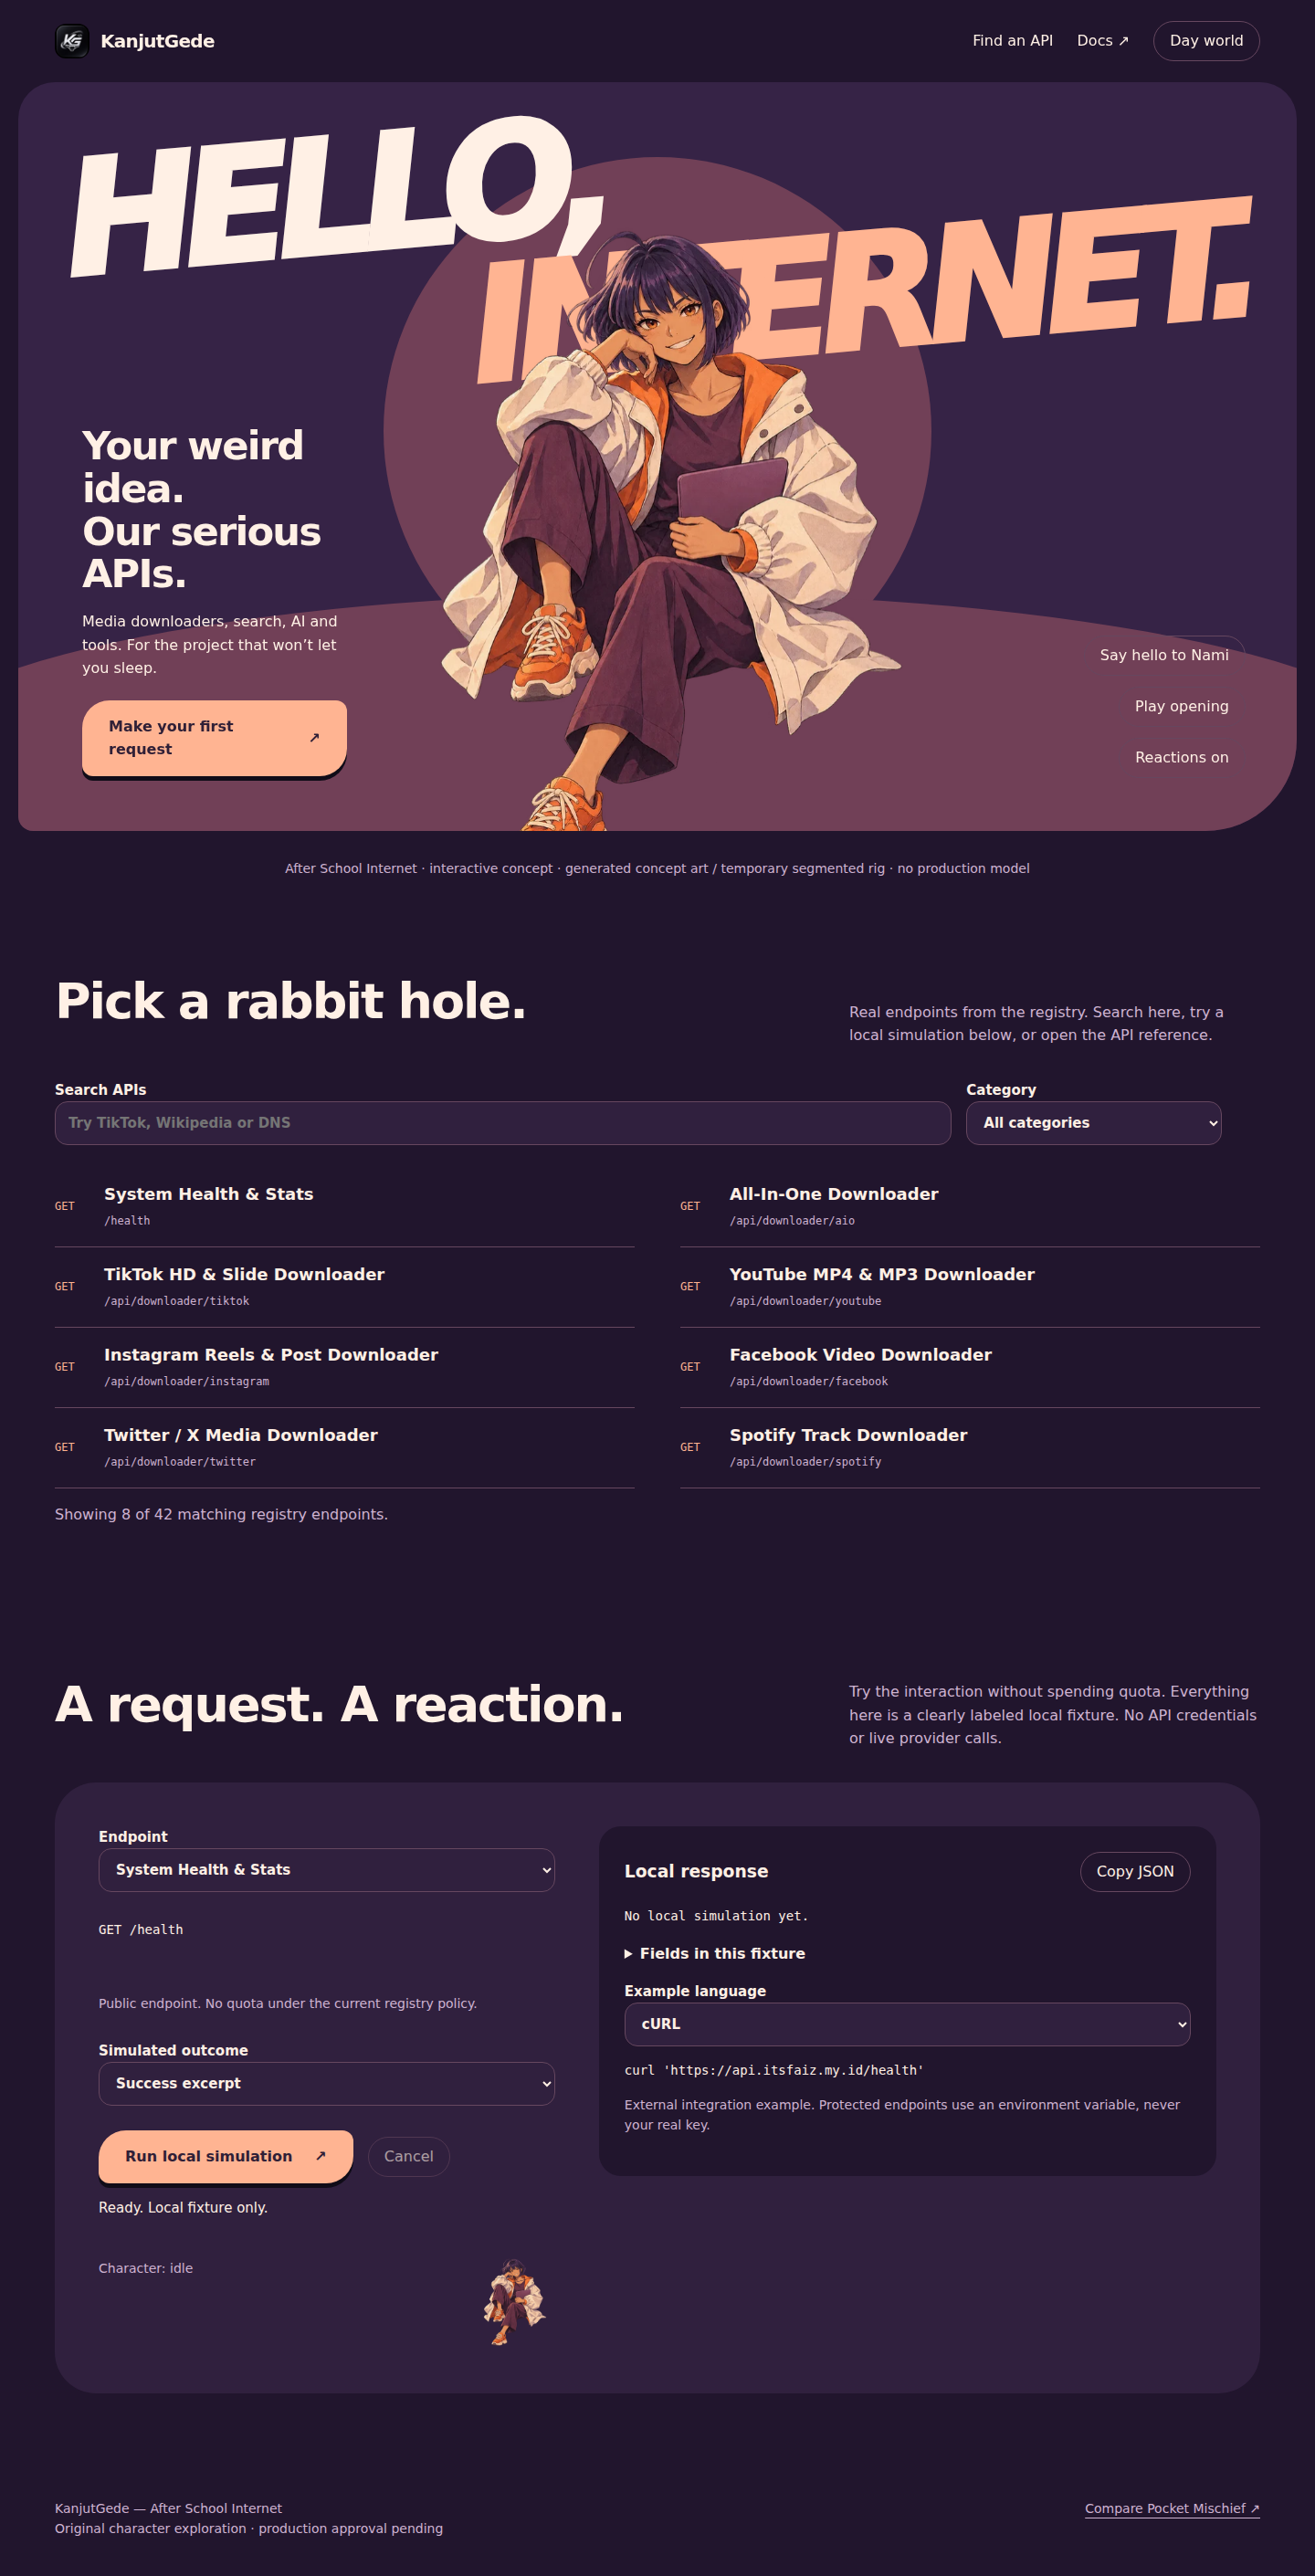 KG KanjutGede
Find an API Docs ↗ Day world
HELLO,
INTERNET.
Your weird
idea.
Our serious
APIs.
Media downloaders, search, AI and
tools. For the project that won’t let
you sleep.
Make your first
request ↗
Say hello to Nami
Play opening
Reactions on
After School Internet · interactive concept · generated concept art / temporary segmented rig · no production model
Pick a rabbit hole.
Real endpoints from the registry. Search here, try a
local simulation below, or open the API reference.
Search APIs
Try TikTok, Wikipedia or DNS
Category
All categories
GET System Health & Stats
/health
GET All-In-One Downloader
/api/downloader/aio
GET TikTok HD & Slide Downloader
/api/downloader/tiktok
GET YouTube MP4 & MP3 Downloader
/api/downloader/youtube
GET Instagram Reels & Post Downloader
/api/downloader/instagram
GET Facebook Video Downloader
/api/downloader/facebook
GET Twitter / X Media Downloader
/api/downloader/twitter
GET Spotify Track Downloader
/api/downloader/spotify
Showing 8 of 42 matching registry endpoints.
A request. A reaction.
Try the interaction without spending quota. Everything
here is a clearly labeled local fixture. No API credentials
or live provider calls.
Endpoint
System Health & Stats
GET /health
Public endpoint. No quota under the current registry policy.
Simulated outcome
Success excerpt
Run local simulation ↗ Cancel
Ready. Local fixture only.
Character: idle
Local response
Copy JSON
No local simulation yet.
▶ Fields in this fixture
Example language
cURL
curl 'https://api.itsfaiz.my.id/health'
External integration example. Protected endpoints use an environment variable, never
your real key.
KanjutGede — After School Internet
Original character exploration · production approval pending
Compare Pocket Mischief ↗